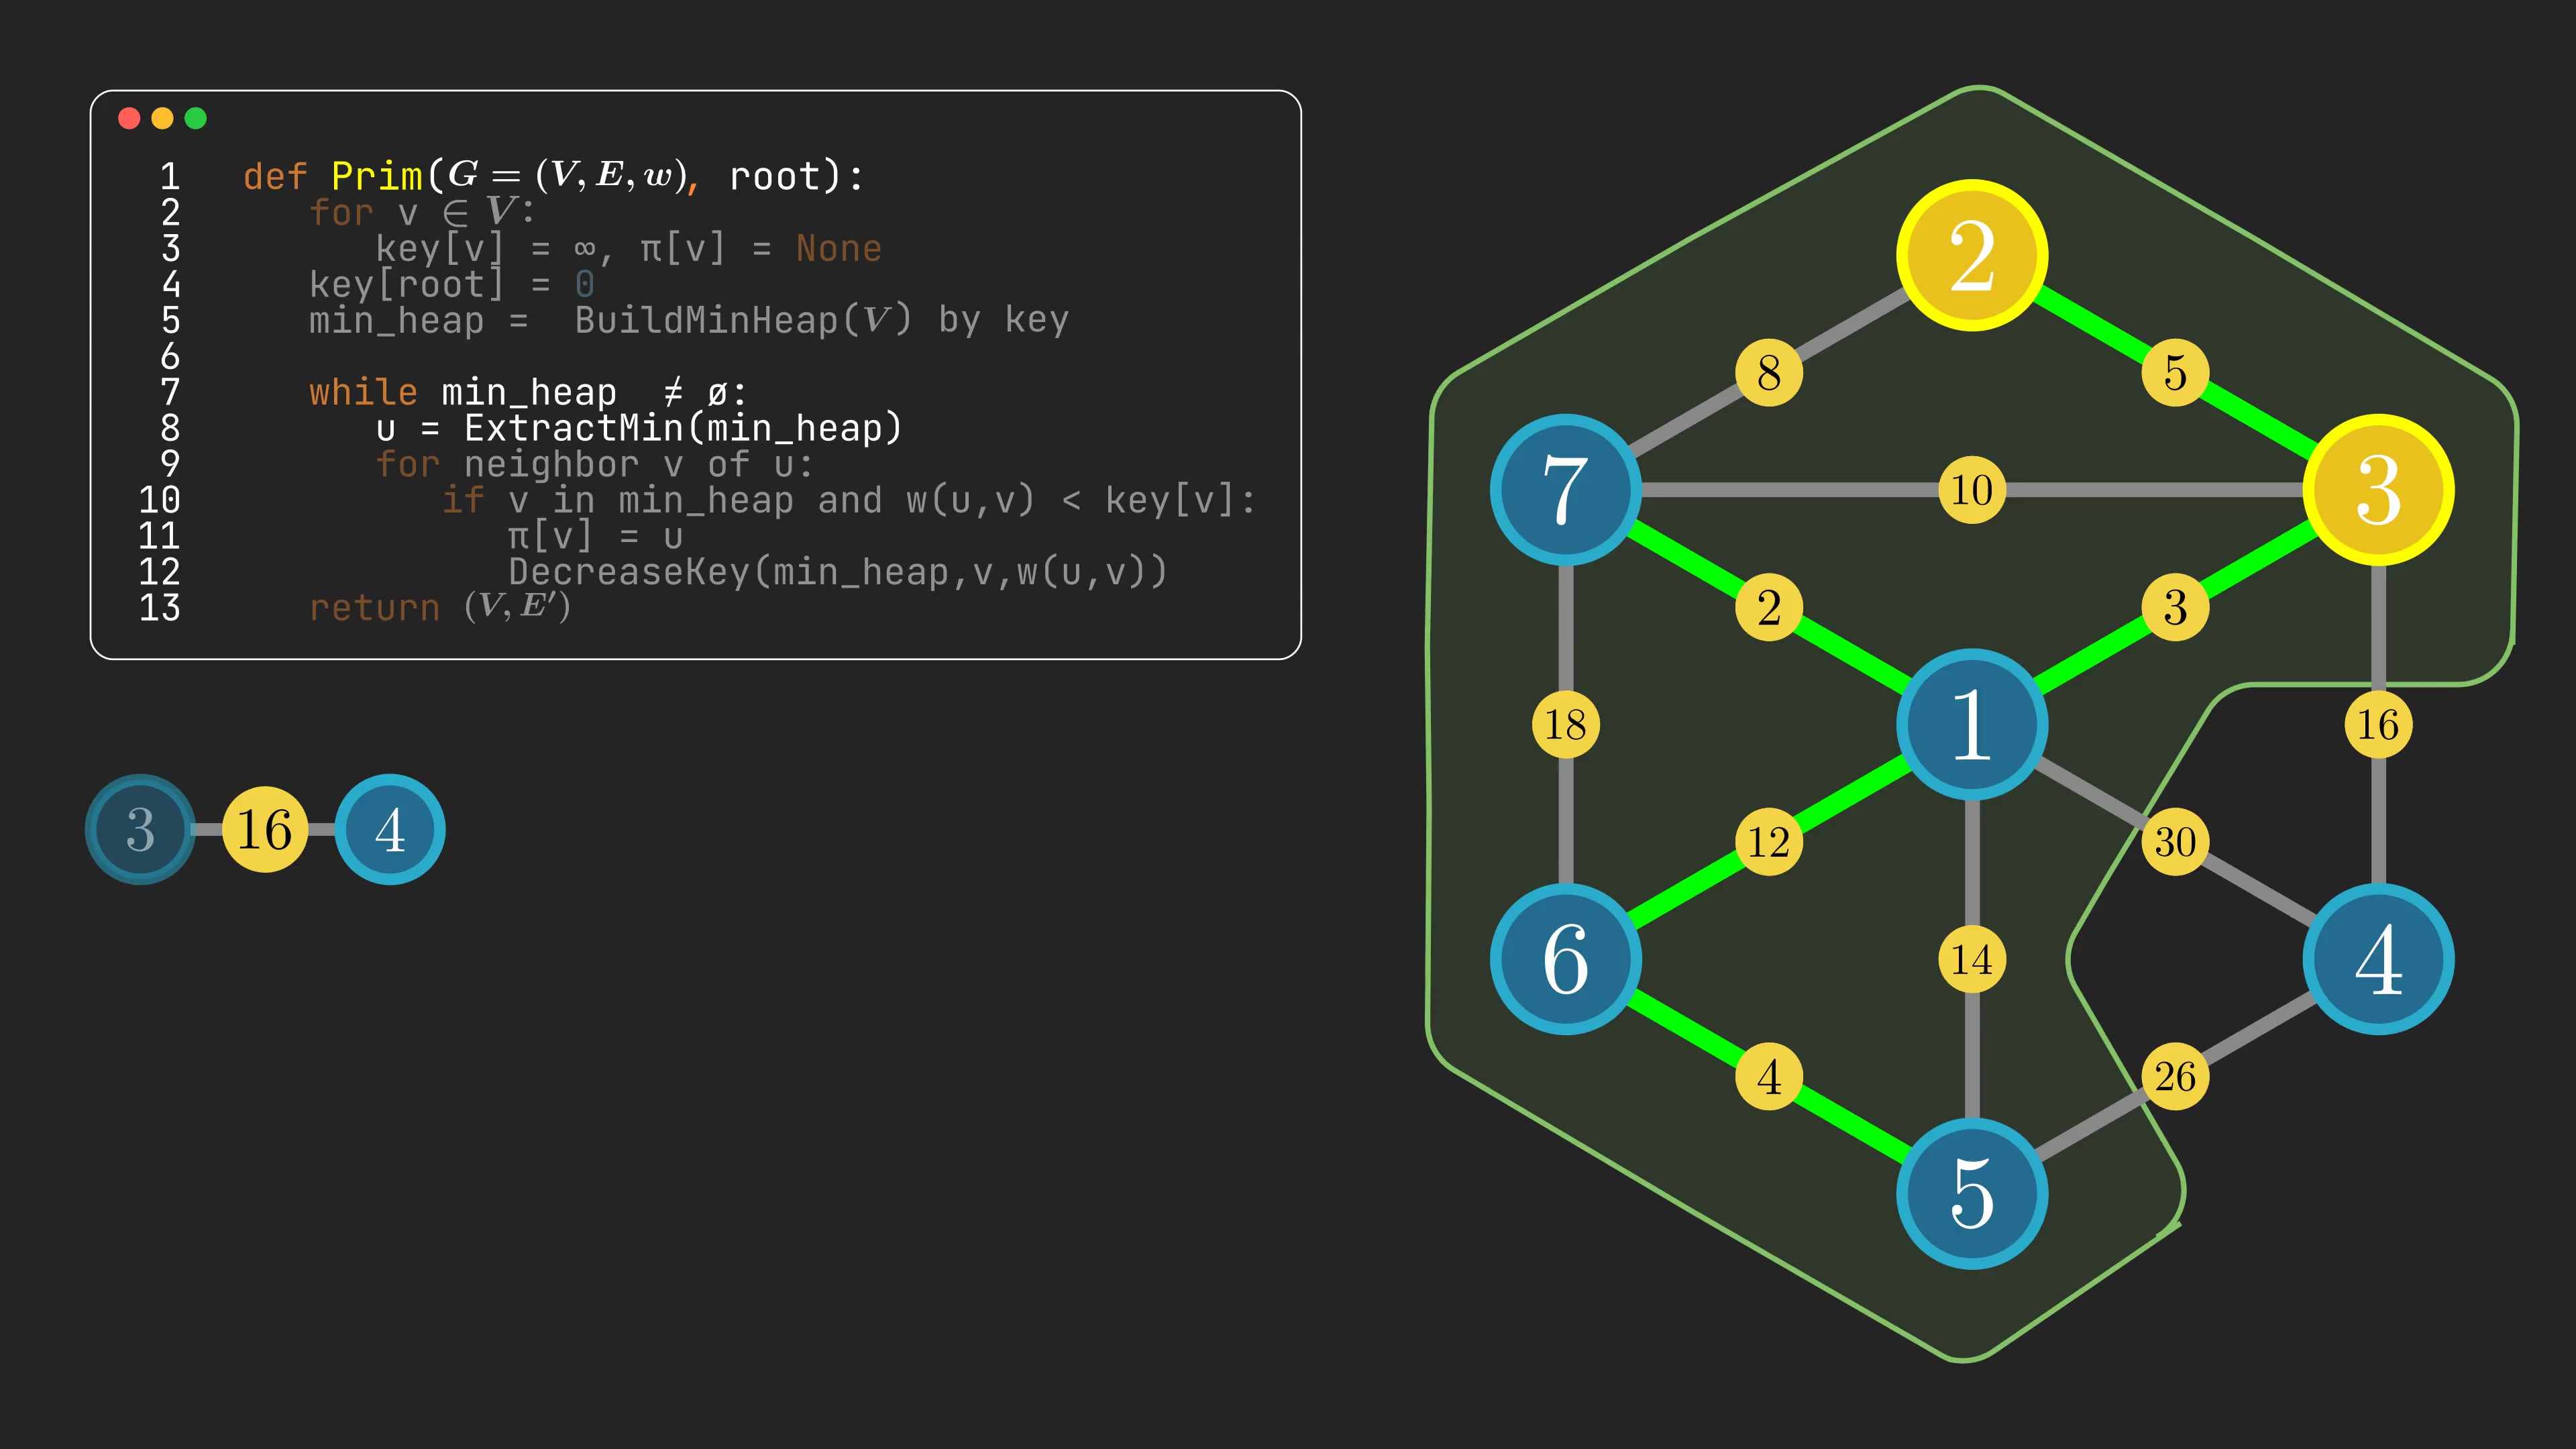 1 def Prim(G = (V, E, w), root):
2 for v ∈ V:
3 key[v] = ∞, π[v] = None
4 key[root] = 0
5 min_heap = BuildMinHeap(V) by key
6
7 while min_heap ≠ ø:
8 u = ExtractMin(min_heap)
9 for neighbor v of u:
10 if v in min_heap and w(u,v) < key[v]:
11 π[v] = u
12 DecreaseKey(min_heap,v,w(u,v))
13 return (V, E′)
3 16 4
2
8 5
7 10 3
2 3
18 1 16
12 30
6 14 4
4 26
5